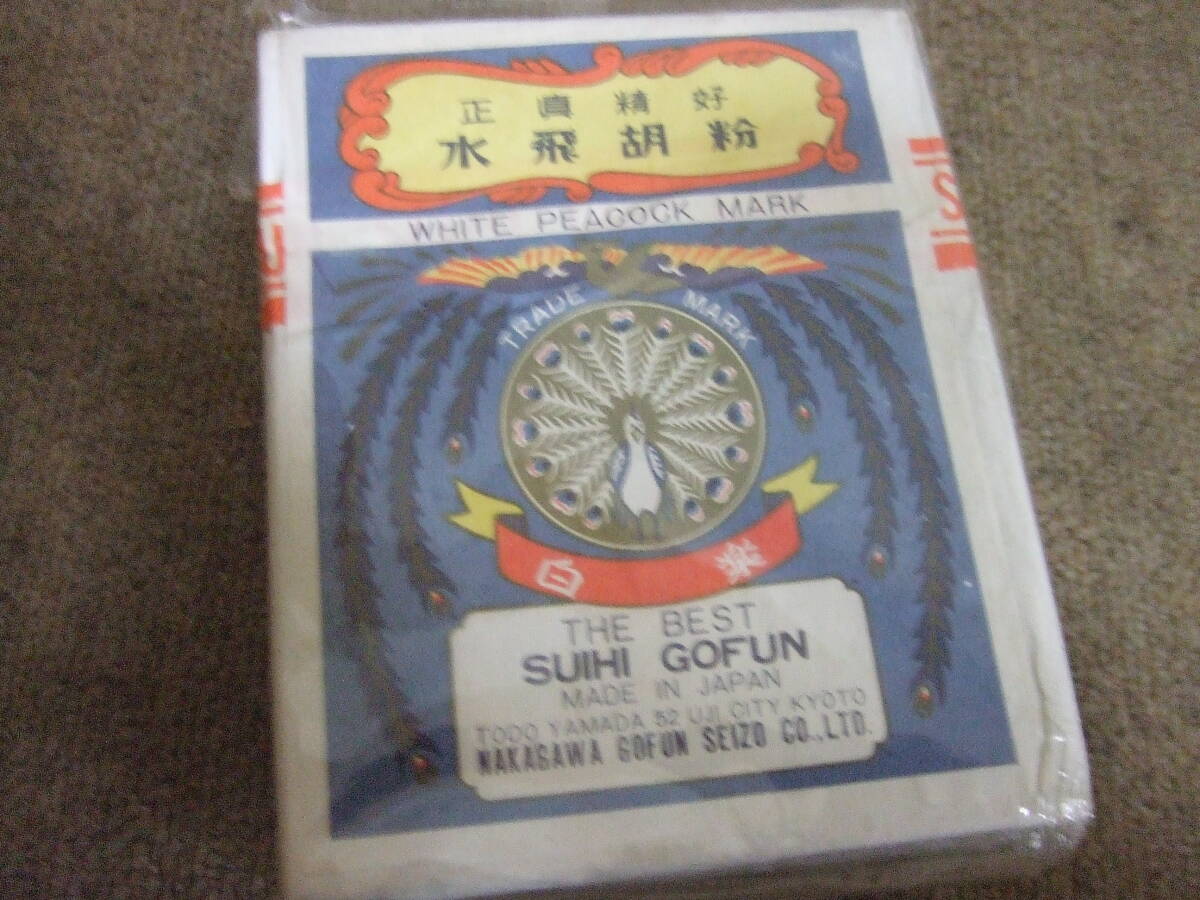 正眞精好
水飛胡粉
WHITE PEACOCK MARK
TRADE MARK
白楽
THE BEST
SUIHI GOFUN
MADE IN JAPAN
TODO YAMADA 52 UJI CITY KYOTO
NAKAGAWA GOFUN SEIZO CO.,LTD.